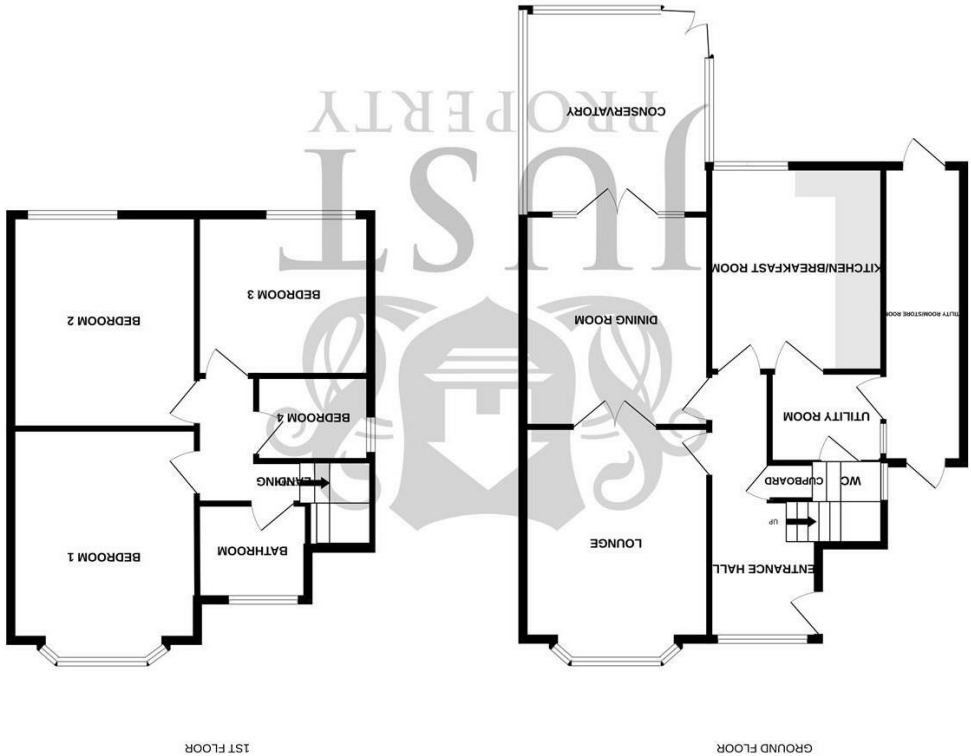 GROUND FLOOR
ENTRANCE HALL
UP
WC
CUPBOARD
LOUNGE
UTILITY ROOM
UTILITY ROOM/STORE ROOM
KITCHEN/BREAKFAST ROOM
DINING ROOM
CONSERVATORY
1ST FLOOR
BATHROOM
BEDROOM 1
LANDING
BEDROOM 4
BEDROOM 3
BEDROOM 2
JUST
PROPERTY